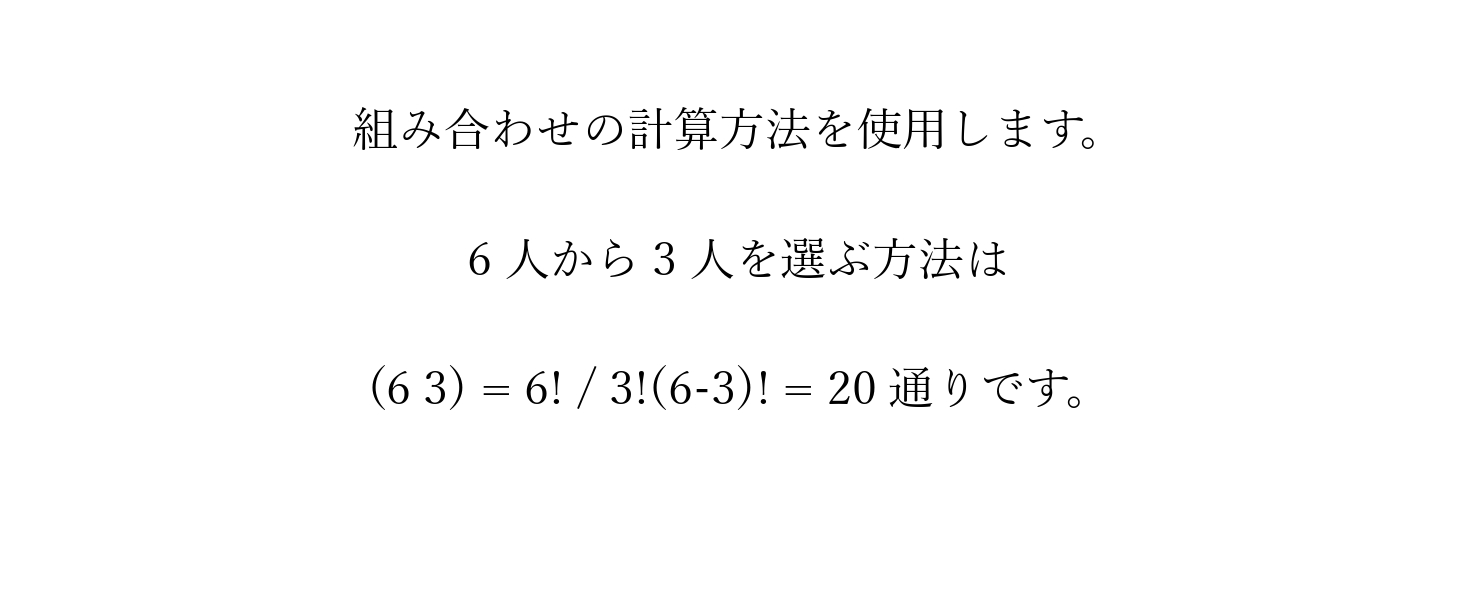 組み合わせの計算方法を使用します。
6 人から 3 人を選ぶ方法は
(6 3) = 6! / 3!(6-3)! = 20 通りです。